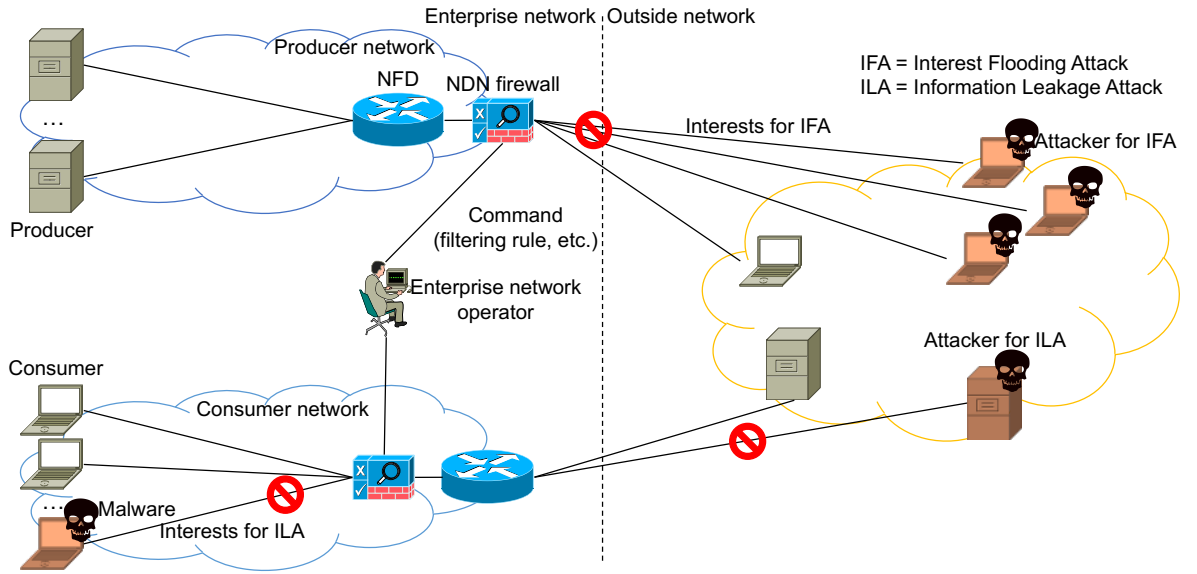 Enterprise network
Outside network
Producer network
NFD
NDN firewall
IFA = Interest Flooding Attack
ILA = Information Leakage Attack
...
Interests for IFA
Attacker for IFA
Producer
Command
(filtering rule, etc.)
Enterprise network
operator
Attacker for ILA
Consumer
Consumer network
...
Malware
Interests for ILA